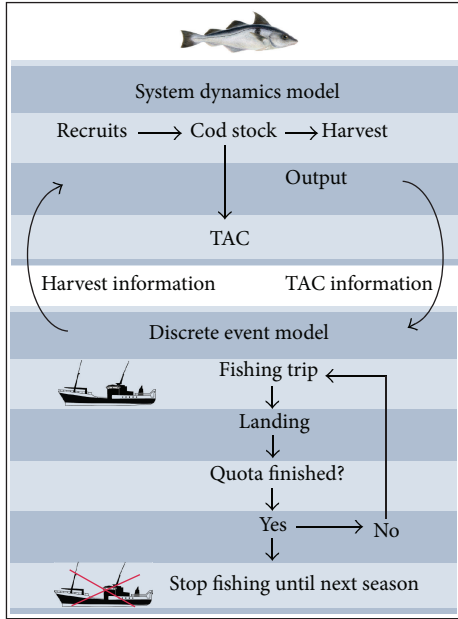 System dynamics model
Recruits Cod stock Harvest
Output
TAC
Harvest information TAC information
Discrete event model
Fishing trip
Landing
Quota finished?
Yes No
Stop fishing until next season